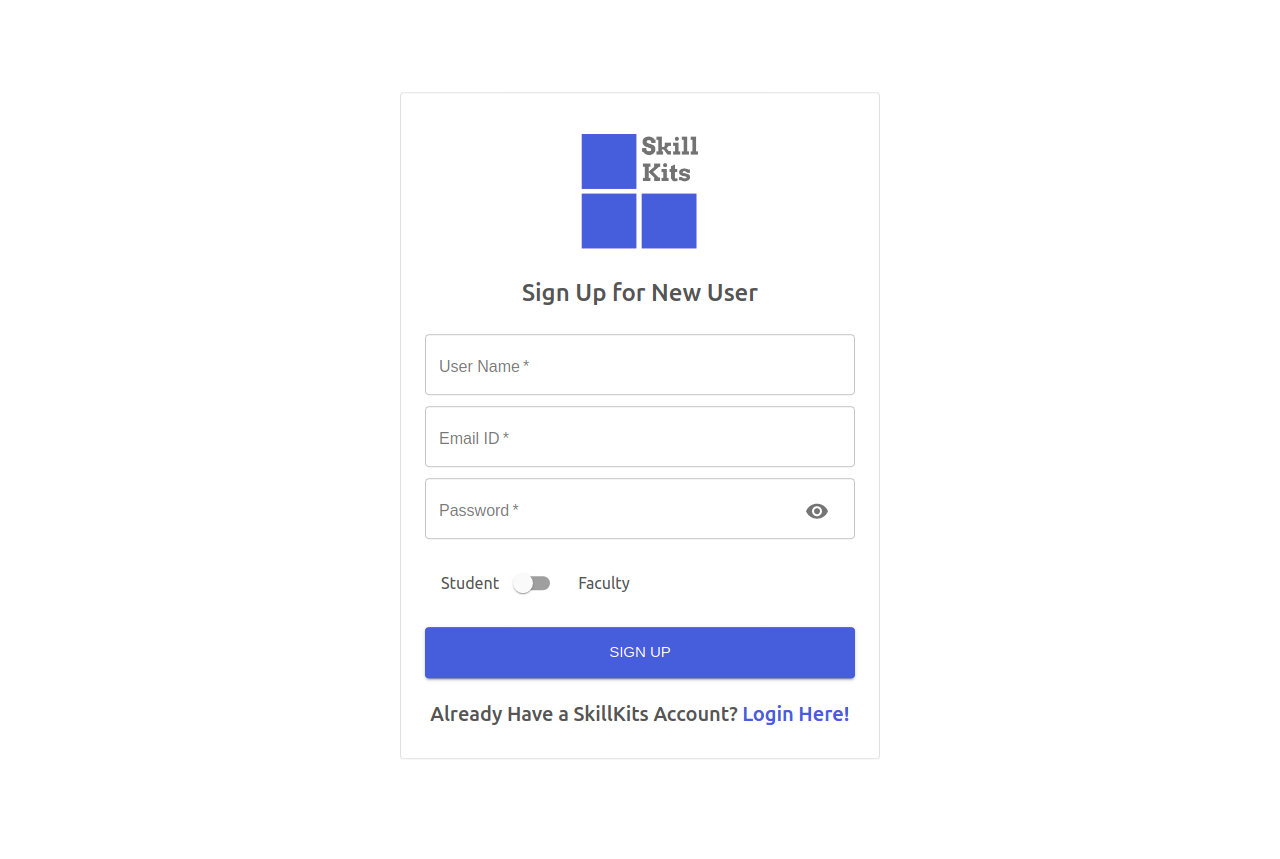 Skill
Kits
Sign Up for New User
User Name *
Email ID *
Password *
Student Faculty
SIGN UP
Already Have a SkillKits Account? Login Here!